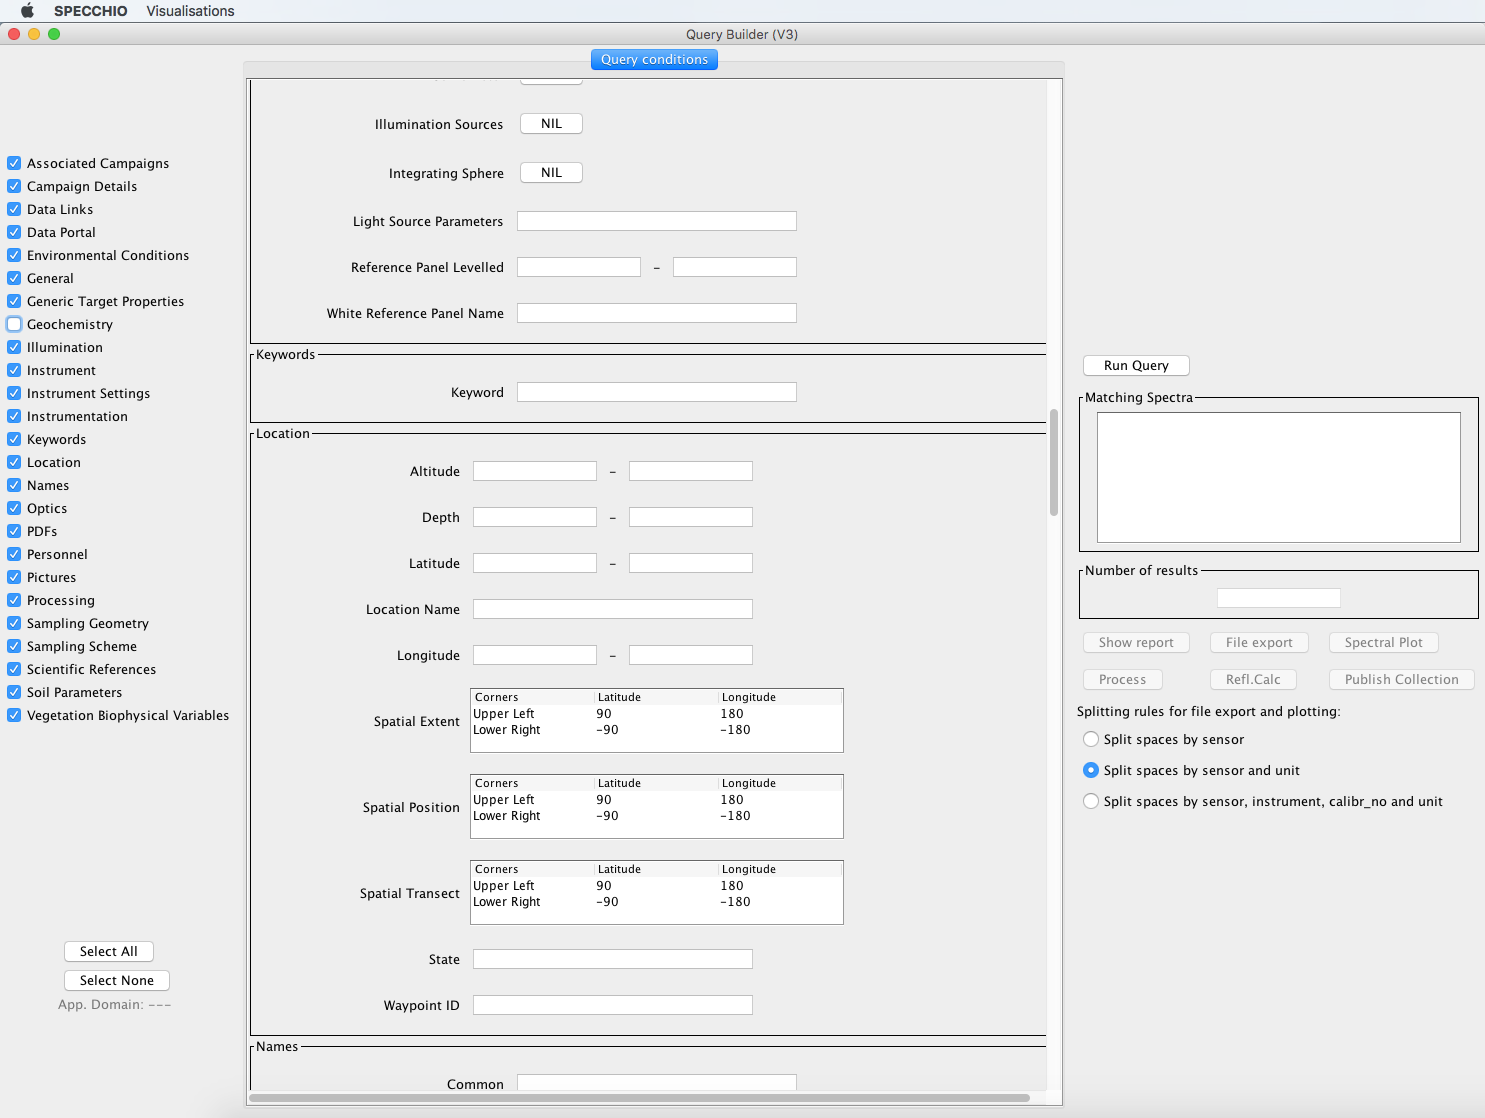 SPECCHIO Visualisations
Query Builder (V3)
Query conditions
Associated Campaigns
Campaign Details
Data Links
Data Portal
Environmental Conditions
General
Generic Target Properties
Geochemistry
Illumination
Instrument
Instrument Settings
Instrumentation
Keywords
Location
Names
Optics
PDFs
Personnel
Pictures
Processing
Sampling Geometry
Sampling Scheme
Scientific References
Soil Parameters
Vegetation Biophysical Variables
Select All
Select None
App. Domain: ---
Illumination Sources NIL
Integrating Sphere NIL
Light Source Parameters
Reference Panel Levelled -
White Reference Panel Name
Keywords
Keyword
Location
Altitude -
Depth -
Latitude -
Location Name
Longitude -
Spatial Extent
Corners Latitude Longitude
Upper Left 90 180
Lower Right -90 -180
Spatial Position
Corners Latitude Longitude
Upper Left 90 180
Lower Right -90 -180
Spatial Transect
Corners Latitude Longitude
Upper Left 90 180
Lower Right -90 -180
State
Waypoint ID
Names
Common
Run Query
Matching Spectra
Number of results
Show report File export Spectral Plot
Process Refl.Calc Publish Collection
Splitting rules for file export and plotting:
Split spaces by sensor
Split spaces by sensor and unit
Split spaces by sensor, instrument, calibr_no and unit